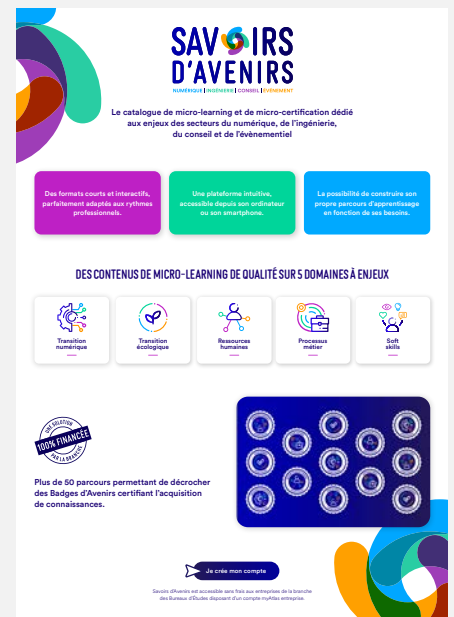 SAVOIRS
D'AVENIRS
NUMÉRIQUE | INGÉNIERIE | CONSEIL | ÉVÉNEMENT
Le catalogue de micro-learning et de micro-certification dédié
aux enjeux des secteurs du numérique, de l'ingénierie,
du conseil et de l'évènementiel
Des formats courts et interactifs,
parfaitement adaptés aux rythmes
professionnels.
Une plateforme intuitive,
accessible depuis son ordinateur
ou son smartphone.
La possibilité de construire son
propre parcours d'apprentissage
en fonction de ses besoins.
DES CONTENUS DE MICRO-LEARNING DE QUALITÉ SUR 5 DOMAINES À ENJEUX
Transition
numérique
Transition
écologique
Ressources
humaines
Processus
métier
Soft
skills
UNE SOLUTION
100% FINANCÉE
PAR LA BRANCHE
Plus de 50 parcours permettant de décrocher
des Badges d'Avenirs certifiant l'acquisition
de connaissances.
Je crée mon compte
Savoirs d'Avenirs est accessible sans frais aux entreprises de la branche
des Bureaux d'Études disposant d'un compte myAtlas entreprise.